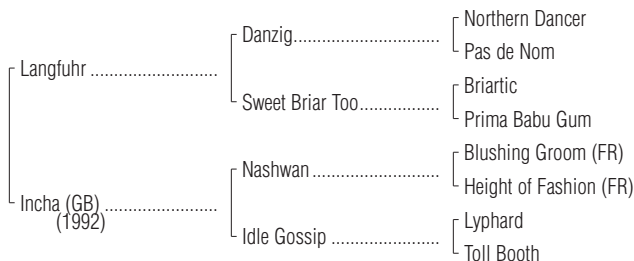 Northern Dancer
Danzig
Pas de Nom
Langfuhr
Briartic
Sweet Briar Too
Prima Babu Gum
Blushing Groom (FR)
Nashwan
Height of Fashion (FR)
Incha (GB)
(1992)
Lyphard
Idle Gossip
Toll Booth